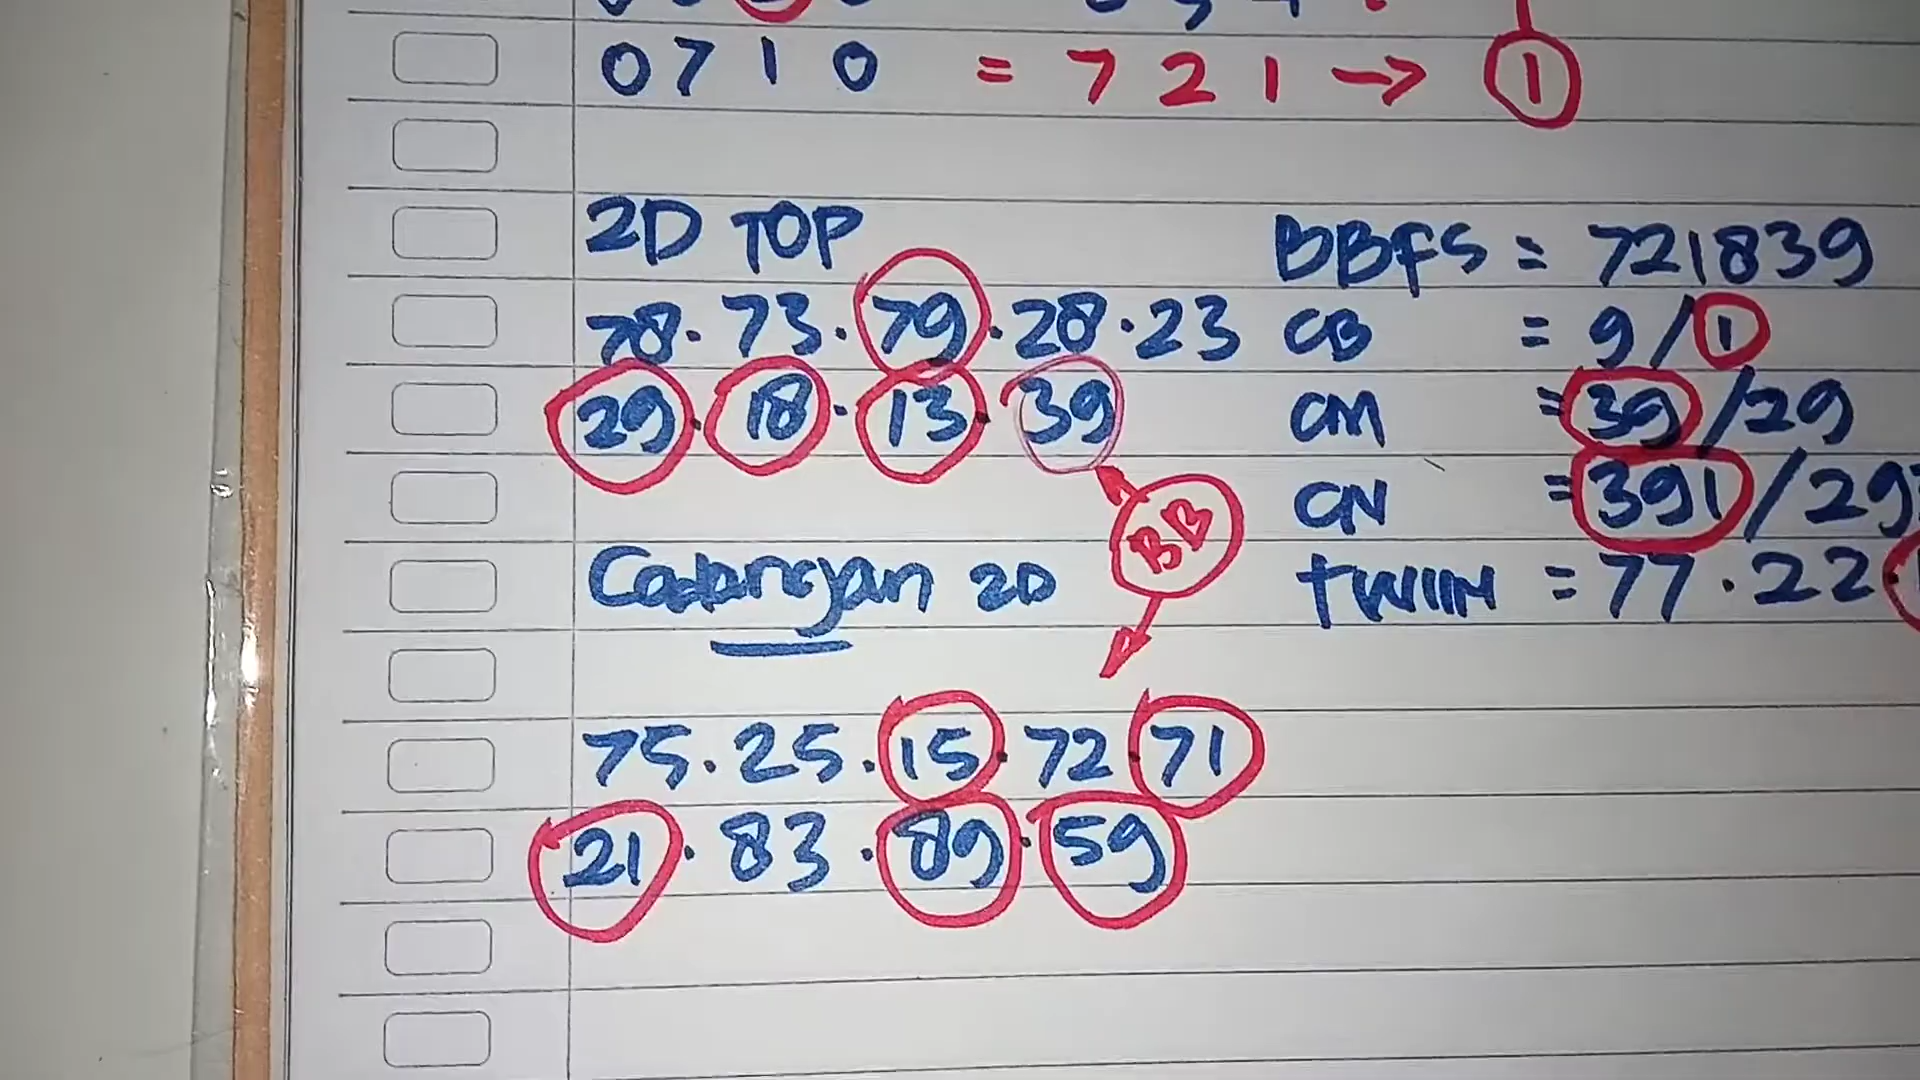 0710 = 721 → 1
2D TOP
78. 73. 79. 28. 23
29. 18. 13. 39
BB
Cadangan 2D
75. 25. 15. 72. 71
21. 83. 89. 59
BBFS = 721839
CB = 9/1
CM = 39/29
CN = 391/29
TWIIN = 77. 22.